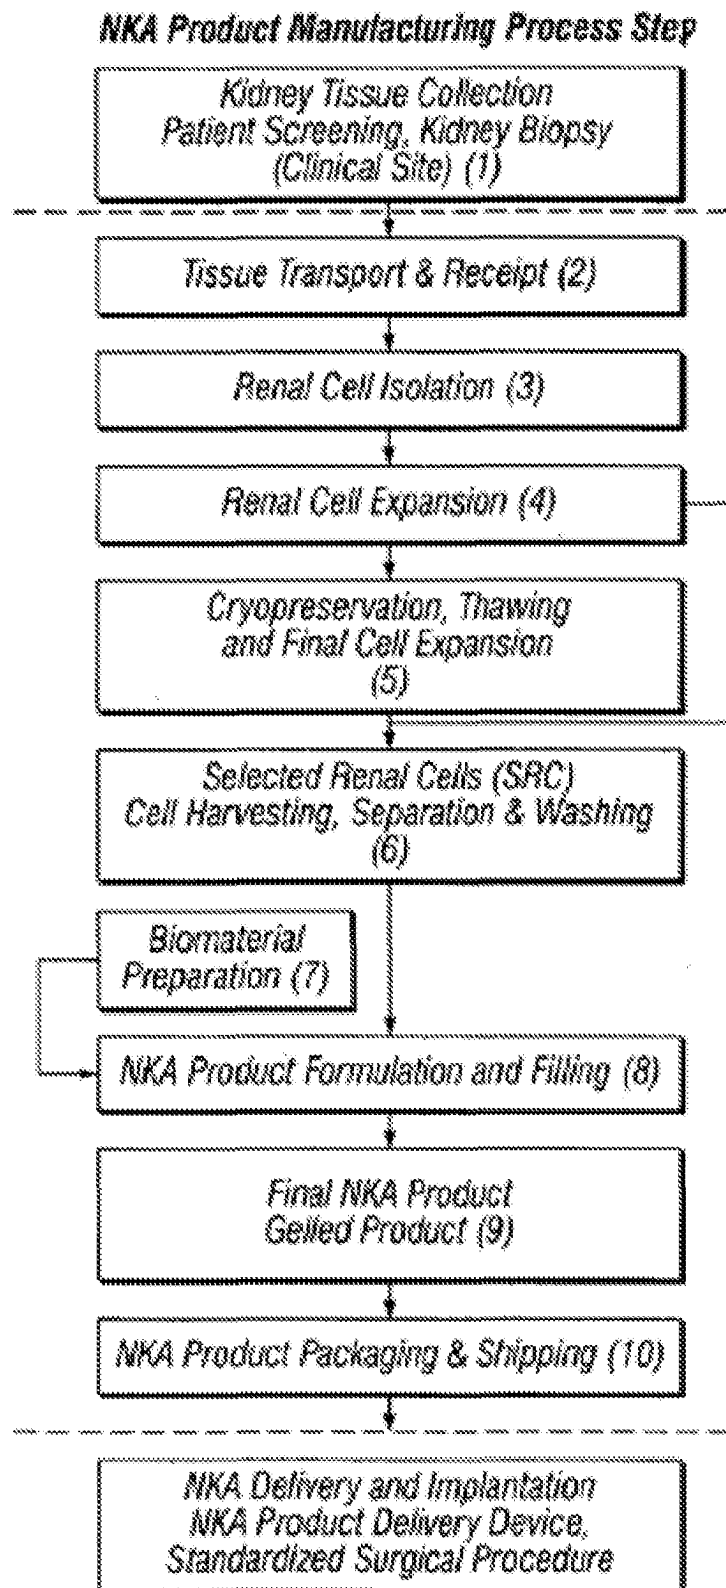 NKA Product Manufacturing Process Step
Kidney Tissue Collection
Patient Screening, Kidney Biopsy
(Clinical Site) (1)
Tissue Transport & Receipt (2)
Renal Cell Isolation (3)
Renal Cell Expansion (4)
Cryopreservation, Thawing
and Final Cell Expansion
(5)
Selected Renal Cells (SRC)
Cell Harvesting, Separation & Washing
(6)
Biomaterial
Preparation (7)
NKA Product Formulation and Filling (8)
Final NKA Product
Gelled Product (9)
NKA Product Packaging & Shipping (10)
NKA Delivery and Implantation
NKA Product Delivery Device,
Standardized Surgical Procedure